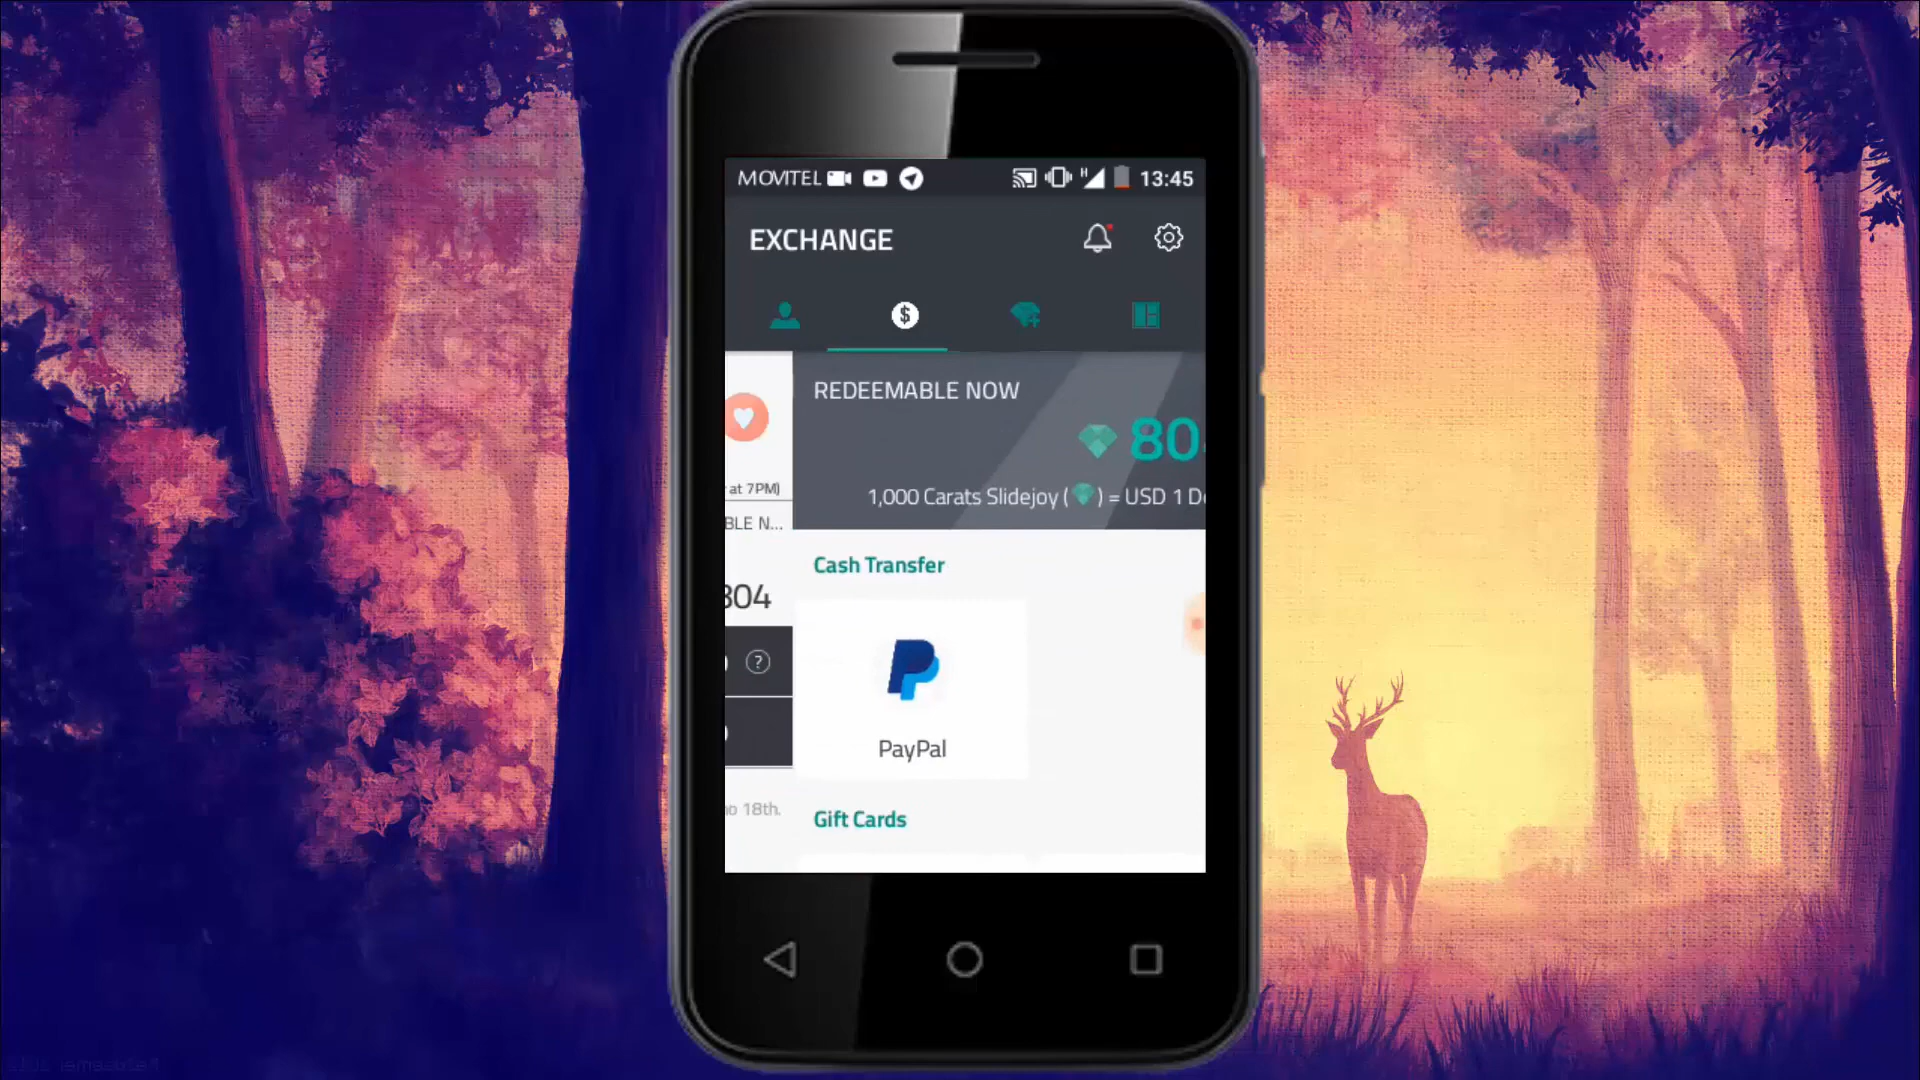 MOVITEL 13:45
EXCHANGE
REDEEMABLE NOW
80
1,000 Carats Slidejoy ( ) = USD 1 D
at 7PM)
BLE N...
Cash Transfer
804
?
PayPal
18th.
Gift Cards